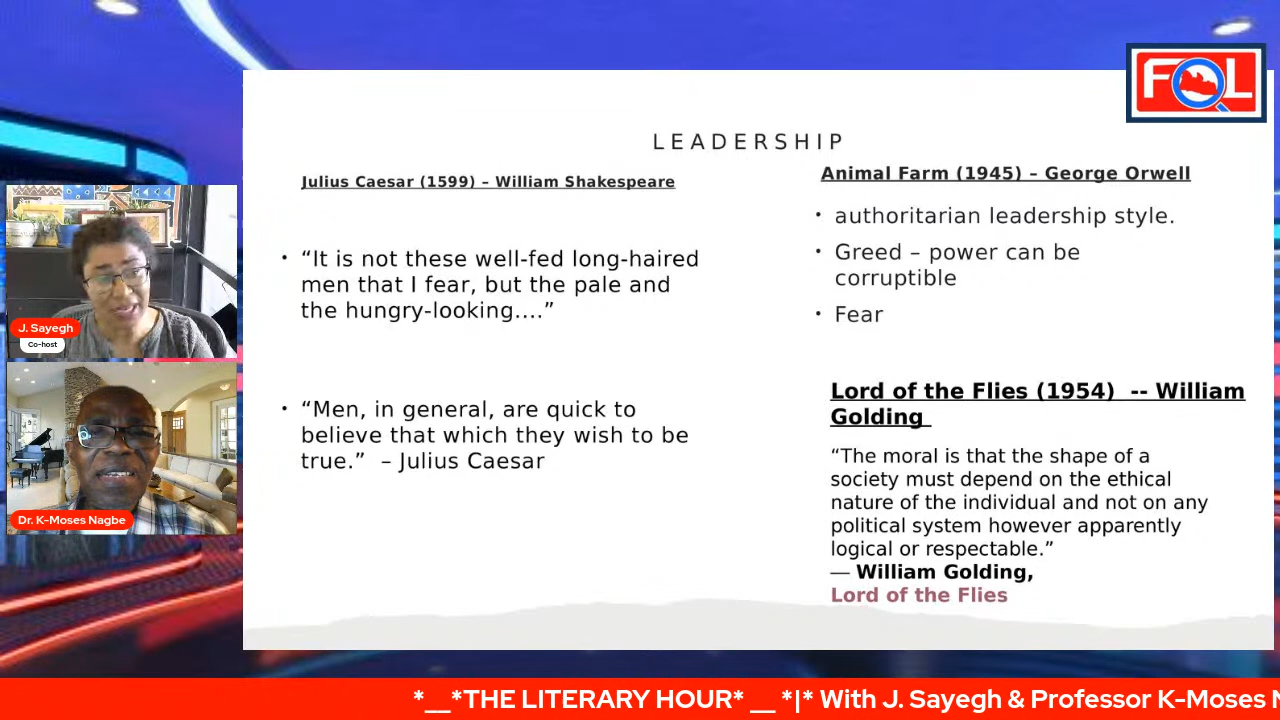 FOL
LEADERSHIP
Julius Caesar (1599) – William Shakespeare
• “It is not these well-fed long-haired
men that I fear, but the pale and
the hungry-looking....”
• “Men, in general, are quick to
believe that which they wish to be
true.”  – Julius Caesar
Animal Farm (1945) – George Orwell
• authoritarian leadership style.
• Greed – power can be
corruptible
• Fear
Lord of the Flies (1954)  -- William
Golding
“The moral is that the shape of a
society must depend on the ethical
nature of the individual and not on any
political system however apparently
logical or respectable.”
― William Golding,
Lord of the Flies
J. Sayegh
Co-host
Dr. K-Moses Nagbe
*__*THE LITERARY HOUR* __ *|* With J. Sayegh & Professor K-Moses N